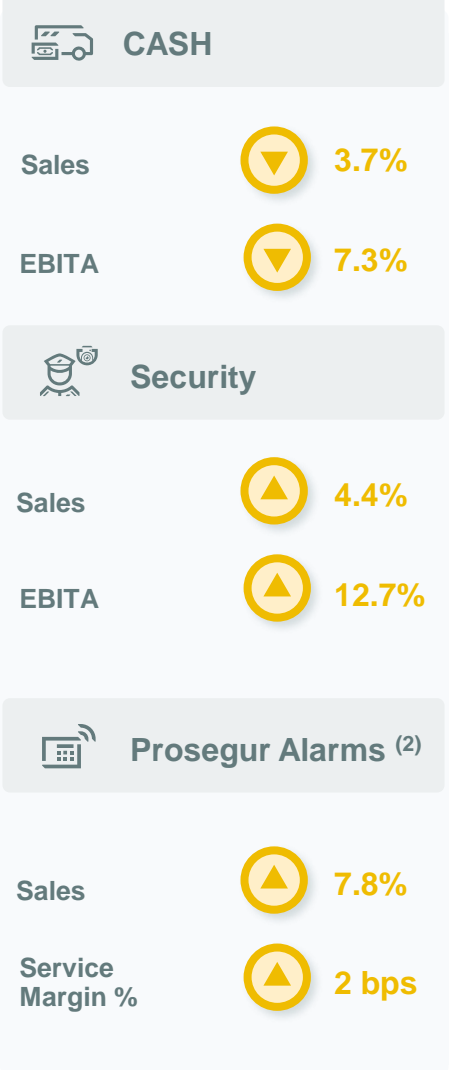 CASH
Sales 3.7%
EBITA 7.3%
Security
Sales 4.4%
EBITA 12.7%
Prosegur Alarms (2)
Sales 7.8%
Service
Margin % 2 bps